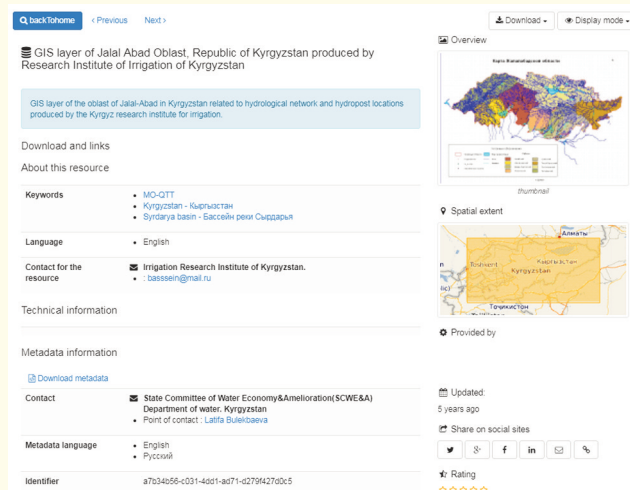 backTohome
‹ Previous
Next ›
Download
Display mode
GIS layer of Jalal Abad Oblast, Republic of Kyrgyzstan produced by
Research Institute of Irrigation of Kyrgyzstan
GIS layer of the oblast of Jalal-Abad in Kyrgyzstan related to hydrological network and hydropost locations
produced by the Kyrgyz research institute for irrigation.
Download and links
About this resource
Keywords
MO-QTT
Kyrgyzstan - Кыргызстан
Syrdarya basin - Бассейн реки Сырдарья
Language
English
Contact for the
resource
Irrigation Research Institute of Kyrgyzstan.
: basssein@mail.ru
Technical information
Metadata information
Download metadata
Contact
State Committee of Water Economy&Amelioration(SCWE&A)
Department of water. Kyrgyzstan
Point of contact : Latifa Bulekbaeva
Metadata language
English
Русский
Identifier
a7b34b56-c031-4dd1-ad71-d279f427d0c5
Overview
thumbnail
Spatial extent
Алматы
Кыргызстан
Kyrgyzstan
Provided by
Updated:
5 years ago
Share on social sites
Rating